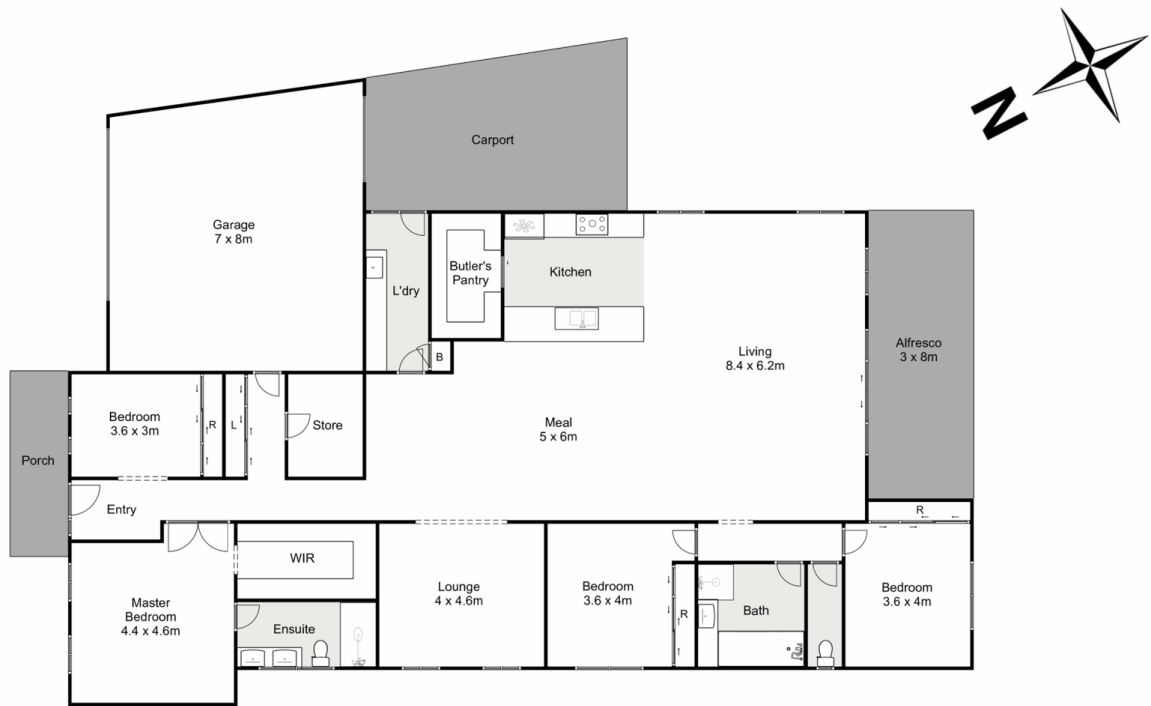 N
Carport
Garage
7 x 8m
Butler's
Pantry
Kitchen
L'dry
B
Living
8.4 x 6.2m
Alfresco
3 x 8m
Bedroom
3.6 x 3m
R
L
Store
Meal
5 x 6m
Porch
Entry
R
WIR
Master
Bedroom
4.4 x 4.6m
Ensuite
Lounge
4 x 4.6m
Bedroom
3.6 x 4m
R
Bath
Bedroom
3.6 x 4m